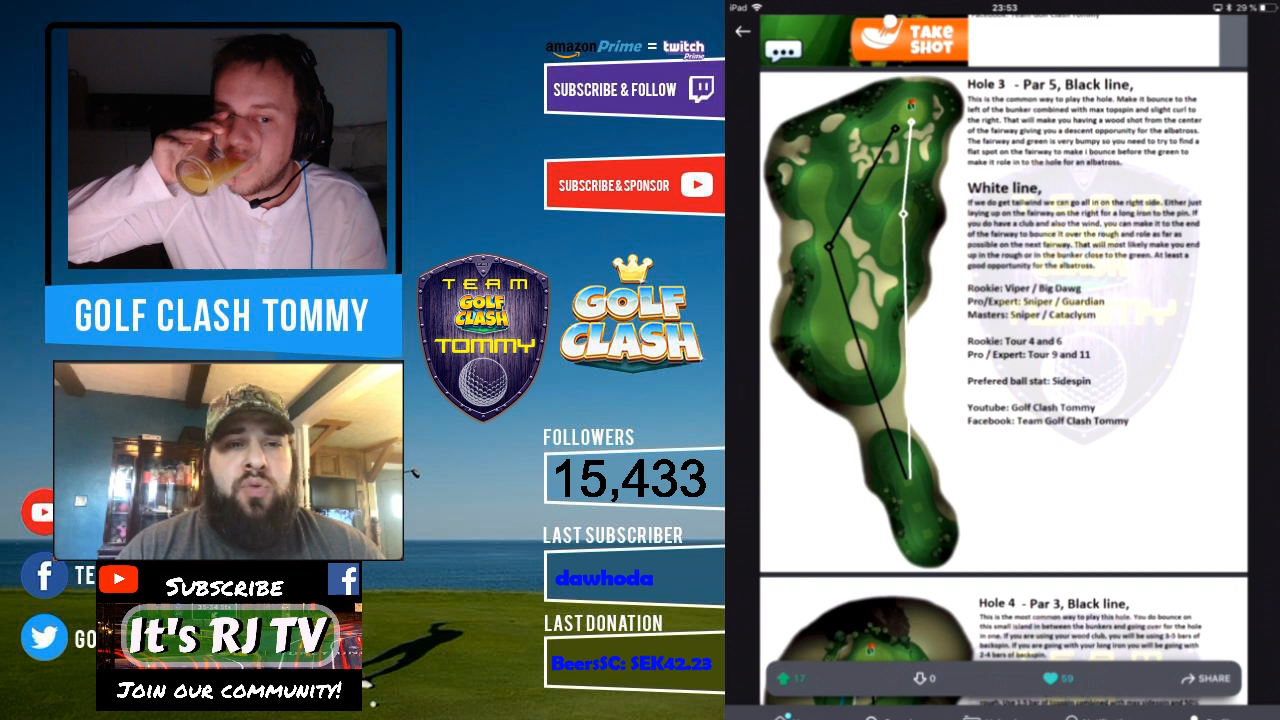 amazonPrime = twitch
Prime
SUBSCRIBE & FOLLOW
SUBSCRIBE & SPONSOR
GOLF CLASH TOMMY
TEAM
GOLF
CLASH
TOMMY
GOLF
CLASH
FOLLOWERS
15,433
LAST SUBSCRIBER
dawhoda
LAST DONATION
BeersSC: SEK42.23
TE
GO
SUBSCRIBE
It's RJ TV
JOIN OUR COMMUNITY!
iPad
23:53
29 %
Facebook: Team Golf Clash Tommy
TAKE
SHOT
Hole 3 - Par 5, Black line,
This is the common way to play the hole. Make it bounce to the
left of the bunker combined with max topspin and slight curl to
the right. That will make you having a wood shot from the center
of the fairway giving you a descent opporunity for the albatross.
The fairway and green is very bumpy so you need to try to find a
flat spot on the fairway to make i bounce before the green to
make it role in to the hole for an albatross.
White line,
If we do get tailwind we can go all in on the right side. Either just
laying up on the fairway on the right for a long iron to the pin. If
you do have a club and also the wind, you can make it to the end
of the fairway to bounce it over the rough and role as far as
possible on the next fairway. That will most likely make you end
up in the rough or in the bunker close to the green. At least a
good opportunity for the albatross.
Rookie: Viper / Big Dawg
Pro/Expert: Sniper / Guardian
Masters: Sniper / Cataclysm
Rookie: Tour 4 and 6
Pro / Expert: Tour 9 and 11
Prefered ball stat: Sidespin
Youtube: Golf Clash Tommy
Facebook: Team Golf Clash Tommy
Hole 4 - Par 3, Black line,
This is the most common way to play this hole. You do bounce on
this small island in between the bunkers and going over for the hole
in one. If you are using your wood club, you will be using 3-5 bars of
backspin. If you are going with your long iron you will be going with
2-4 bars of backspin.
17
0
59
SHARE